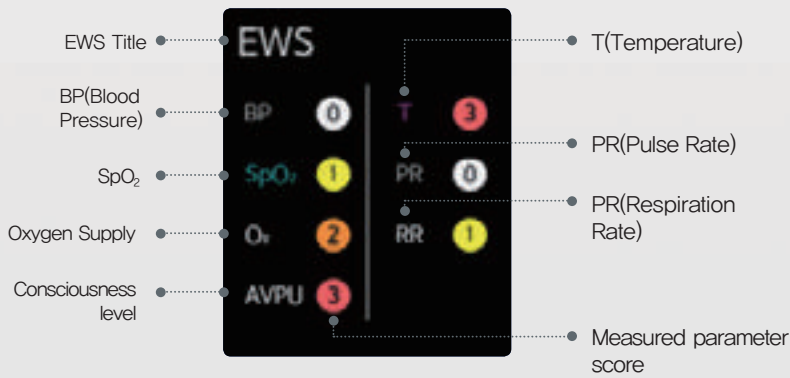 EWS Title
BP(Blood
Pressure)
SpO₂
Oxygen Supply
Consciousness
level
EWS
BP 0
SpO₂ 1
O₂ 2
AVPU 3
T 3
PR 0
RR 1
T(Temperature)
PR(Pulse Rate)
PR(Respiration
Rate)
Measured parameter
score